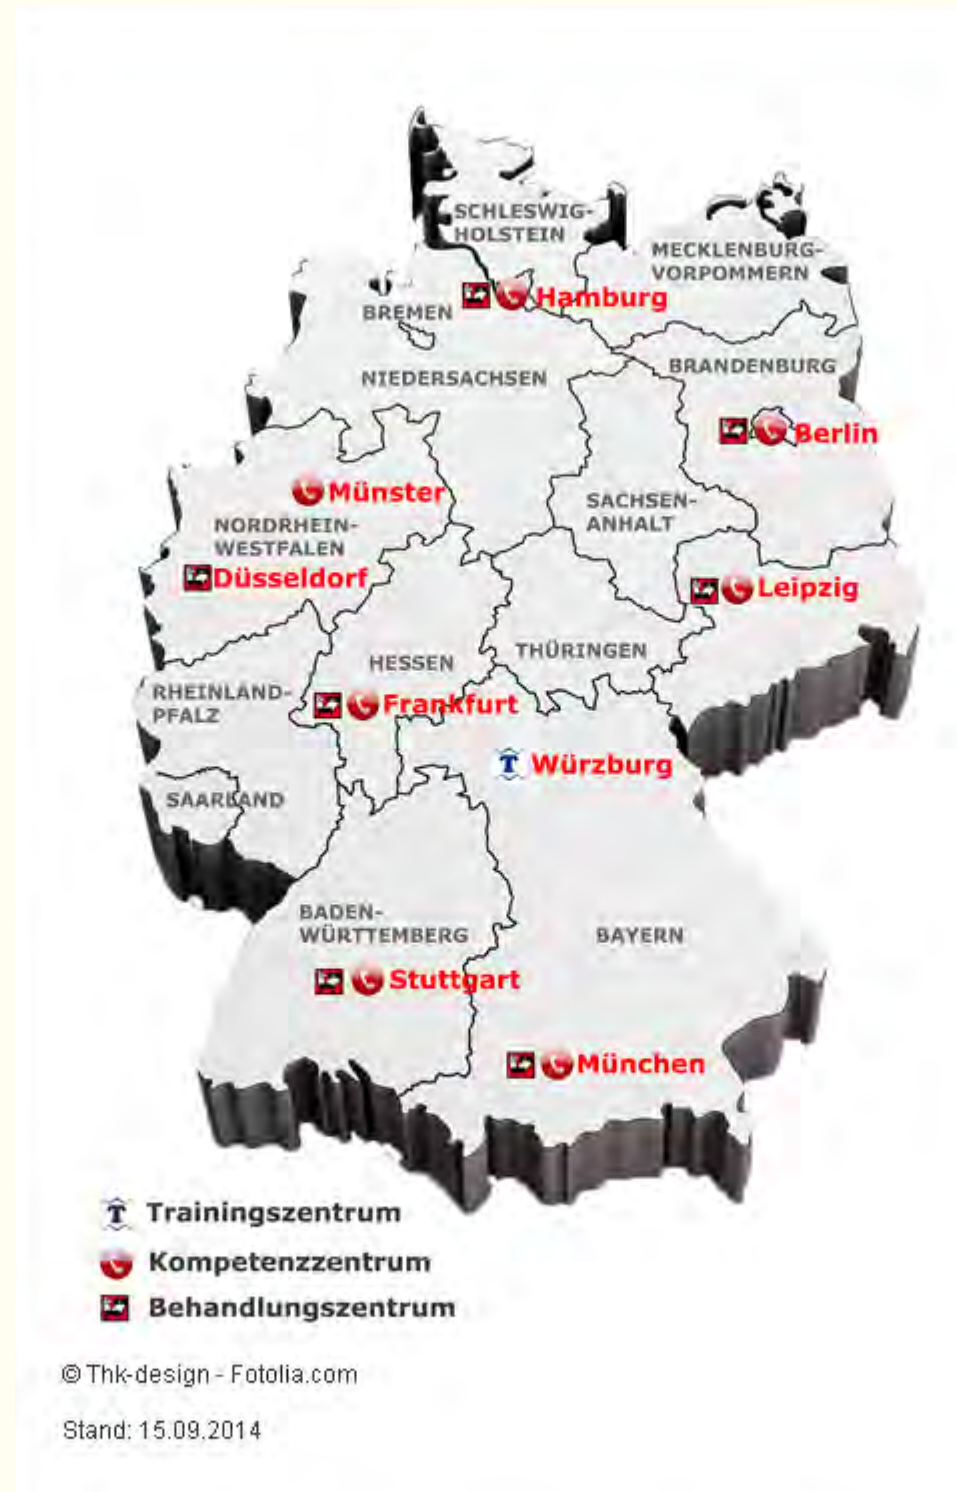 SCHLESWIG-
HOLSTEIN
MECKLENBURG-
VORPOMMERN
Hamburg
BREMEN
BRANDENBURG
NIEDERSACHSEN
Berlin
Münster
SACHSEN-
ANHALT
NORDRHEIN-
WESTFALEN
Düsseldorf
Leipzig
THÜRINGEN
HESSEN
RHEINLAND-
PFALZ
Frankfurt
T Würzburg
SAARLAND
BADEN-
WÜRTTEMBERG
BAYERN
Stuttgart
München
T Trainingszentrum
Kompetenzzentrum
Behandlungszentrum
© Thk-design - Fotolia.com
Stand: 15.09.2014